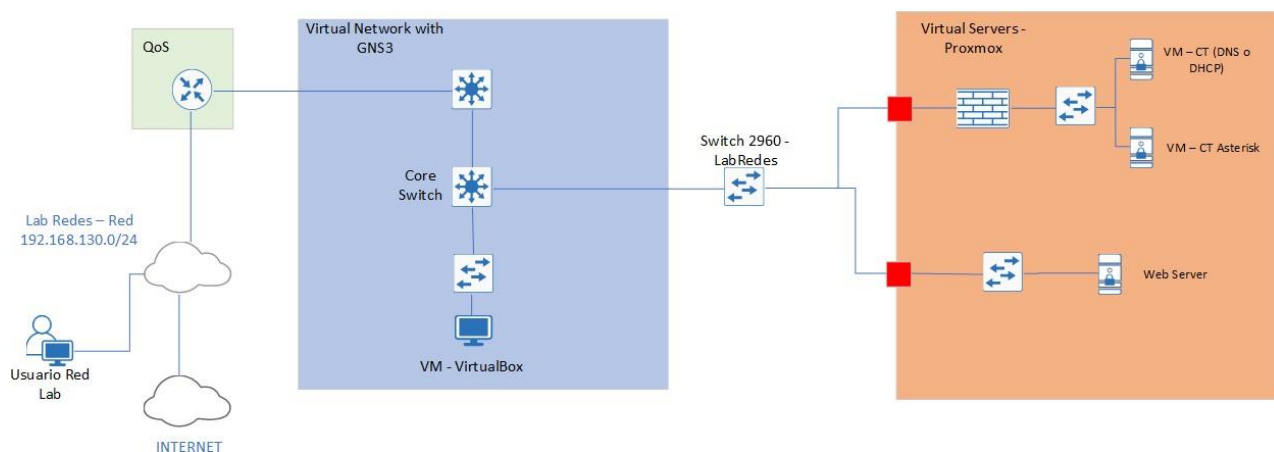 QoS
Virtual Network with
GNS3
Virtual Servers -
Proxmox
VM – CT (DNS o
DHCP)
VM – CT Asterisk
Switch 2960 -
LabRedes
Core
Switch
Lab Redes – Red
192.168.130.0/24
Web Server
VM - VirtualBox
Usuario Red
Lab
INTERNET